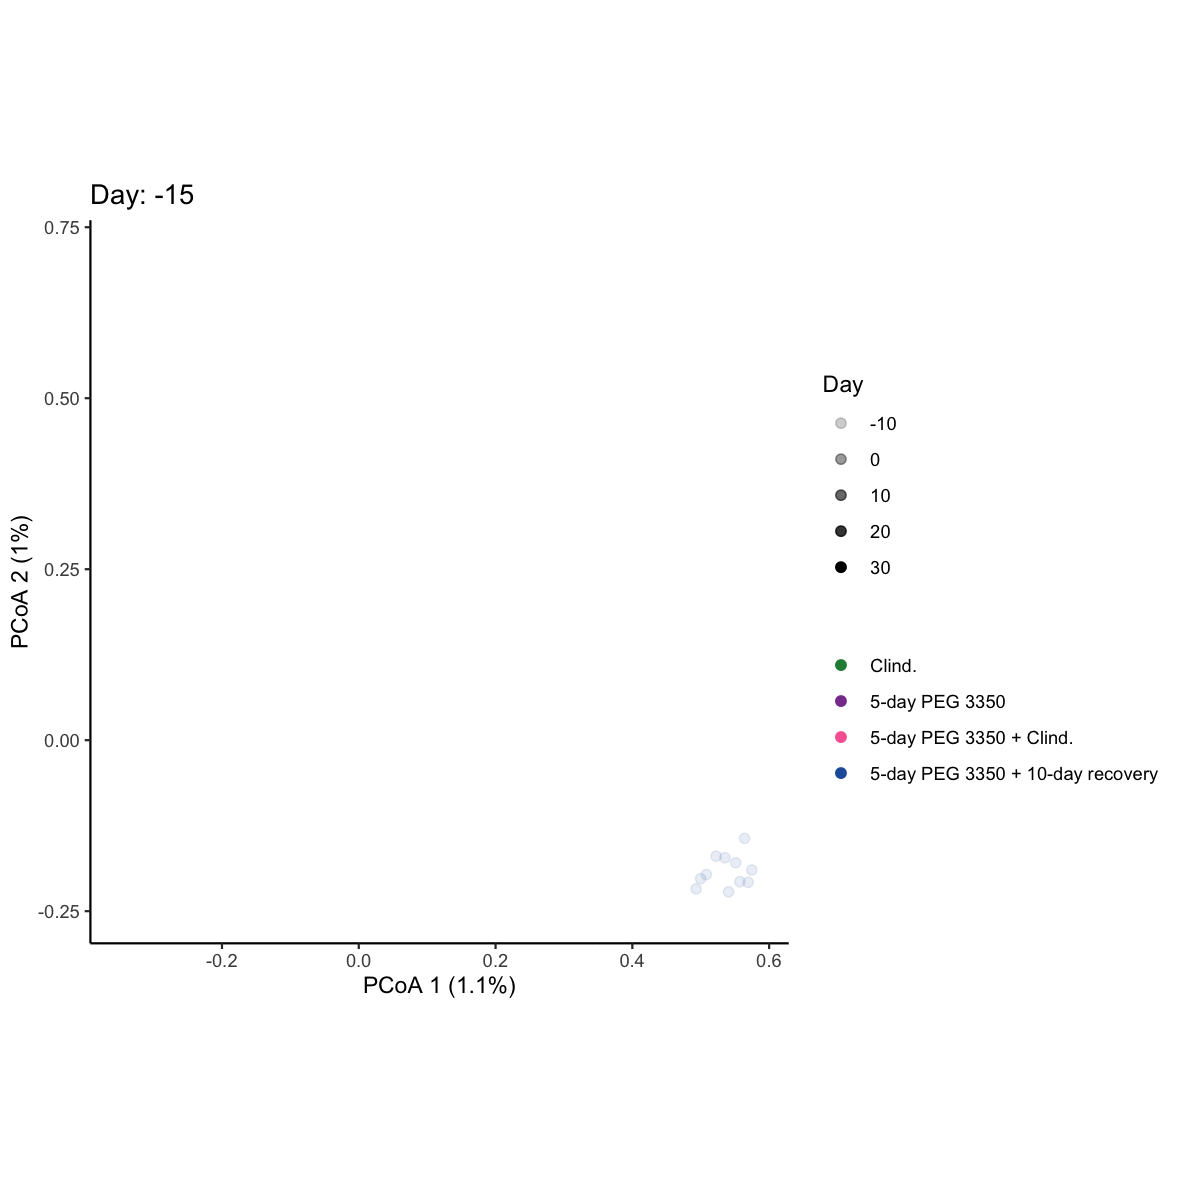 Day: -15
0.75
0.50
0.25
0.00
-0.25
PCoA 2 (1%)
-0.2
0.0
0.2
0.4
0.6
PCoA 1 (1.1%)
Day
-10
0
10
20
30
Clind.
5-day PEG 3350
5-day PEG 3350 + Clind.
5-day PEG 3350 + 10-day recovery